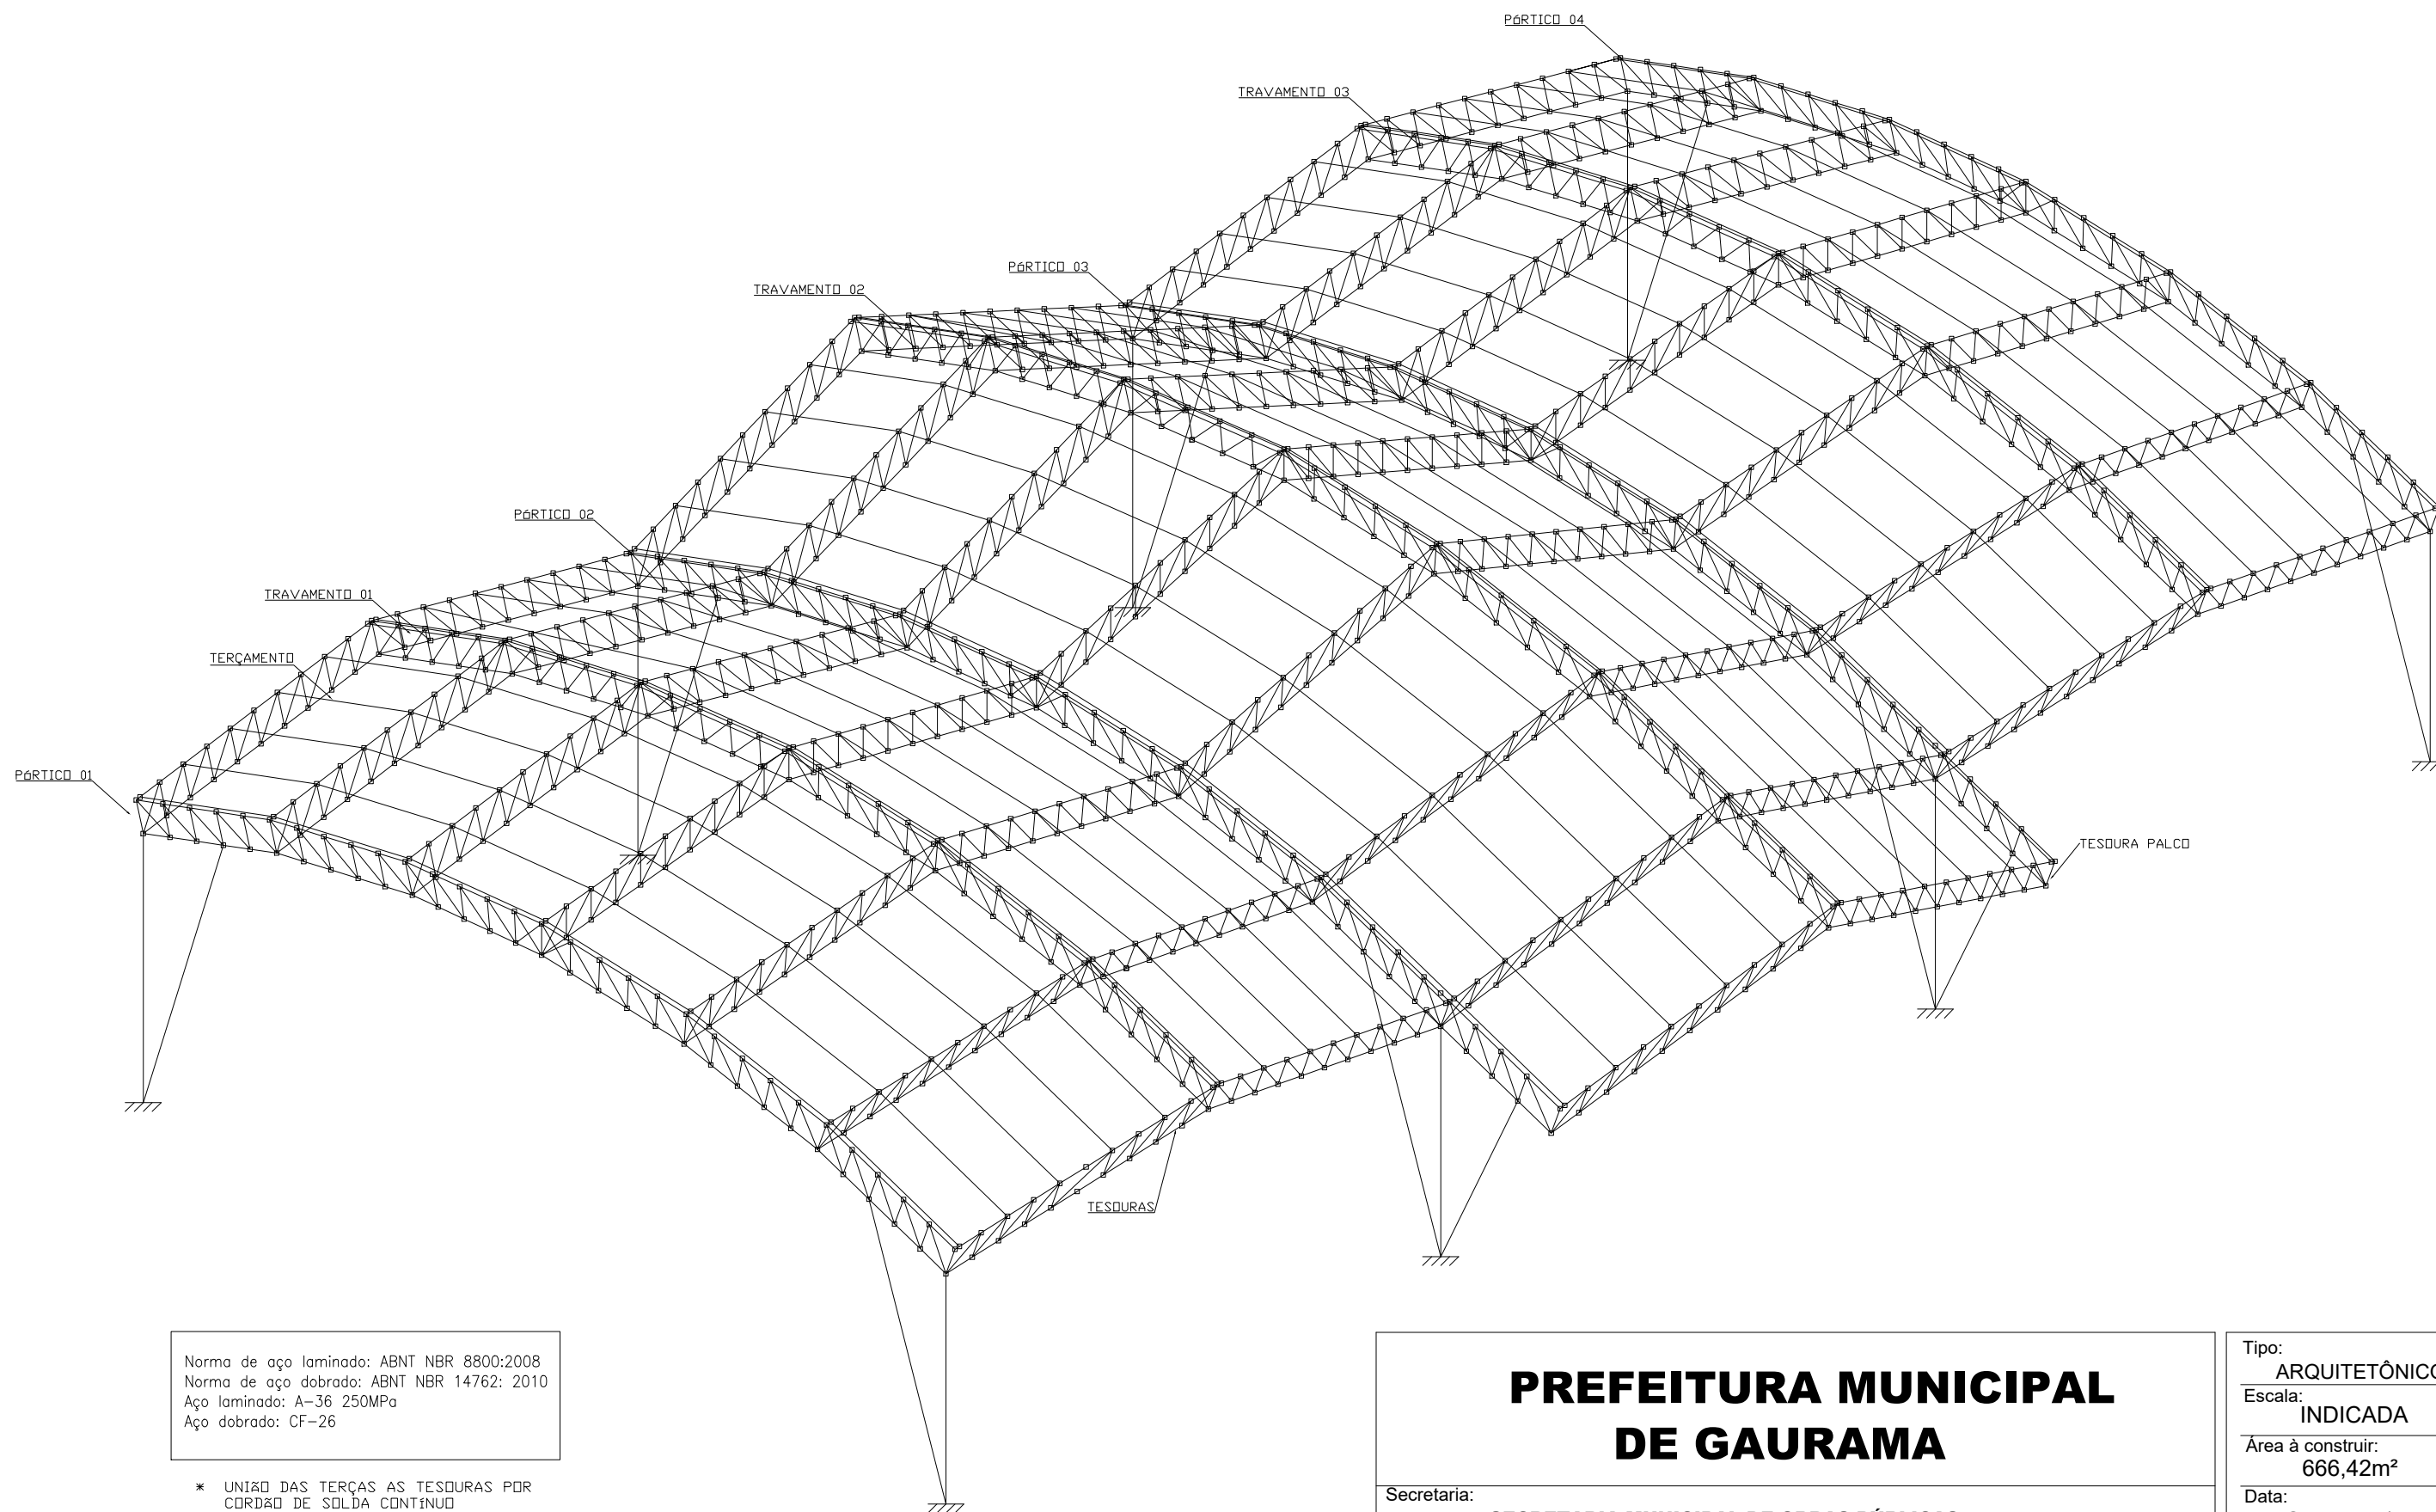 PóRTICO 04
TRAVAMENTO 03
PóRTICO 03
TRAVAMENTO 02
PóRTICO 02
TRAVAMENTO 01
TERÇAMENTO
PóRTICO 01
TESOURA PALCO
TESOURAS
Norma de aço laminado: ABNT NBR 8800:2008
Norma de aço dobrado: ABNT NBR 14762: 2010
Aço laminado: A-36 250MPa
Aço dobrado: CF-26
* UNIãO DAS TERÇAS AS TESOURAS POR
CORDãO DE SOLDA CONTíNUO
PREFEITURA MUNICIPAL
DE GAURAMA
Secretaria:
Tipo:
ARQUITETÔNICO
Escala:
INDICADA
Área à construir:
666,42m²
Data: